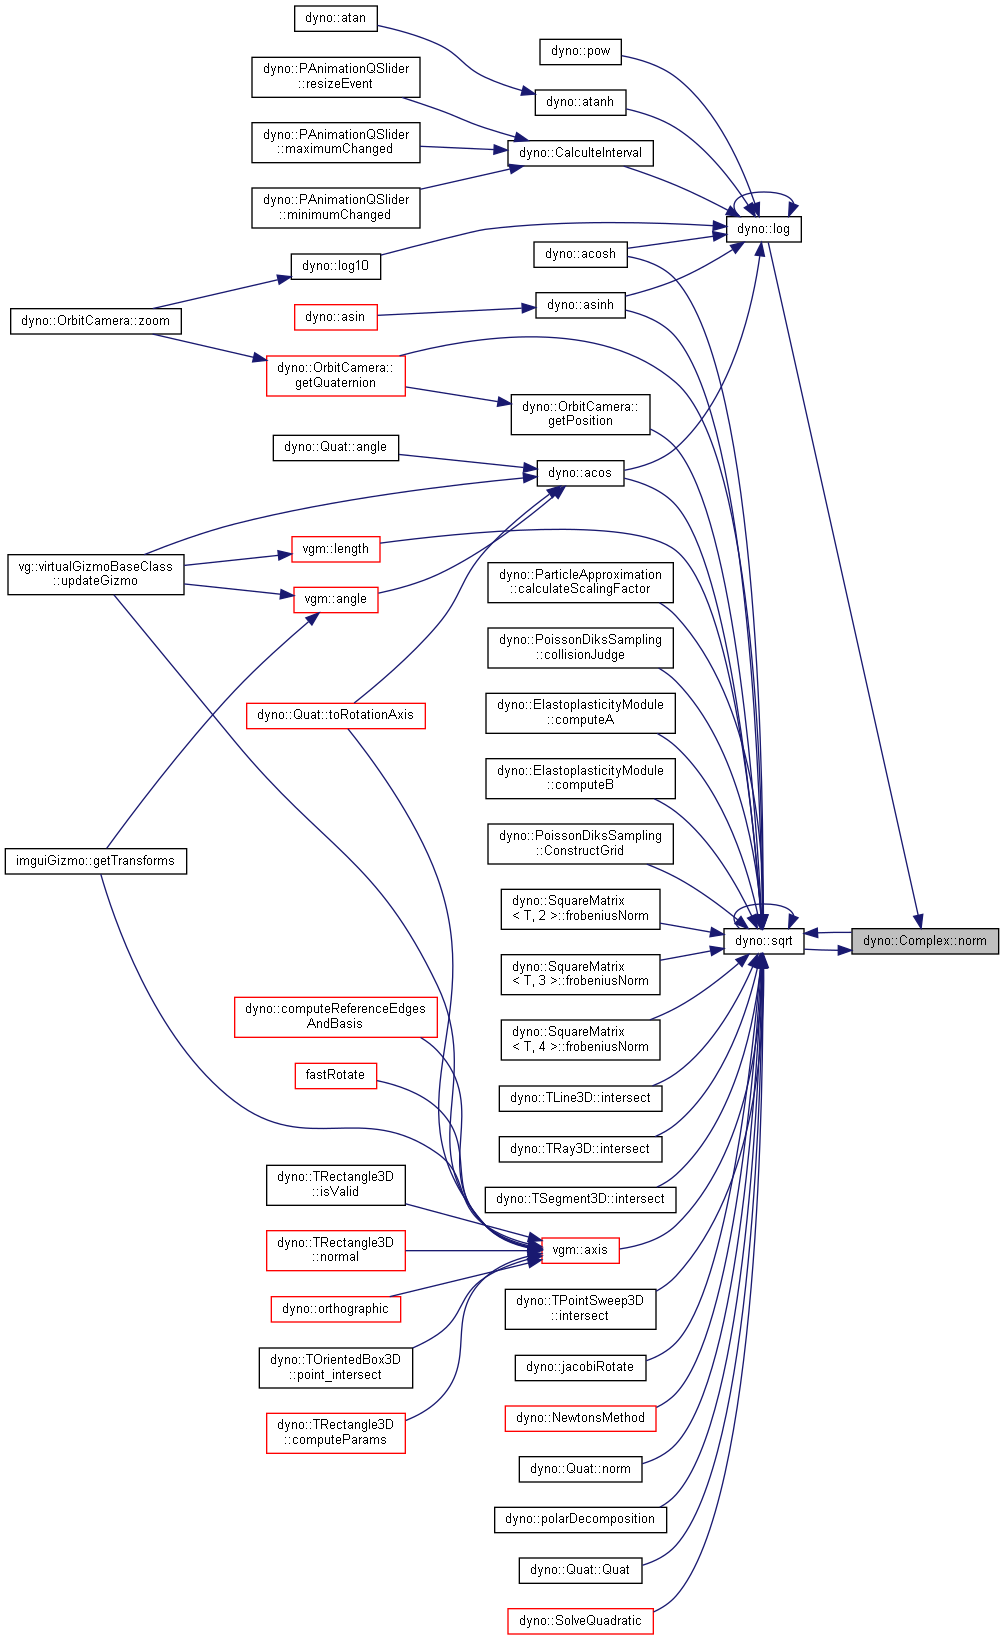 dyno::atan
dyno::pow
dyno::PAnimationQSlider
::resizeEvent
dyno::atanh
dyno::PAnimationQSlider
::maximumChanged
dyno::CalculteInterval
dyno::PAnimationQSlider
::minimumChanged
dyno::log
dyno::acosh
dyno::log10
dyno::asinh
dyno::asin
dyno::OrbitCamera::zoom
dyno::OrbitCamera::
getQuaternion
dyno::OrbitCamera::
getPosition
dyno::Quat::angle
dyno::acos
vgm::length
vg::virtualGizmoBaseClass
::updateGizmo
dyno::ParticleApproximation
::calculateScalingFactor
vgm::angle
dyno::PoissonDiksSampling
::collisionJudge
dyno::Quat::toRotationAxis
dyno::ElastoplasticityModule
::computeA
dyno::ElastoplasticityModule
::computeB
dyno::PoissonDiksSampling
::ConstructGrid
imguiGizmo::getTransforms
dyno::SquareMatrix
< T, 2 >::frobeniusNorm
dyno::sqrt
dyno::Complex::norm
dyno::SquareMatrix
< T, 3 >::frobeniusNorm
dyno::computeReferenceEdges
AndBasis
dyno::SquareMatrix
< T, 4 >::frobeniusNorm
fastRotate
dyno::TLine3D::intersect
dyno::TRay3D::intersect
dyno::TRectangle3D
::isValid
dyno::TSegment3D::intersect
dyno::TRectangle3D
::normal
vgm::axis
dyno::orthographic
dyno::TPointSweep3D
::intersect
dyno::TOrientedBox3D
::point_intersect
dyno::jacobiRotate
dyno::TRectangle3D
::computeParams
dyno::NewtonsMethod
dyno::Quat::norm
dyno::polarDecomposition
dyno::Quat::Quat
dyno::SolveQuadratic